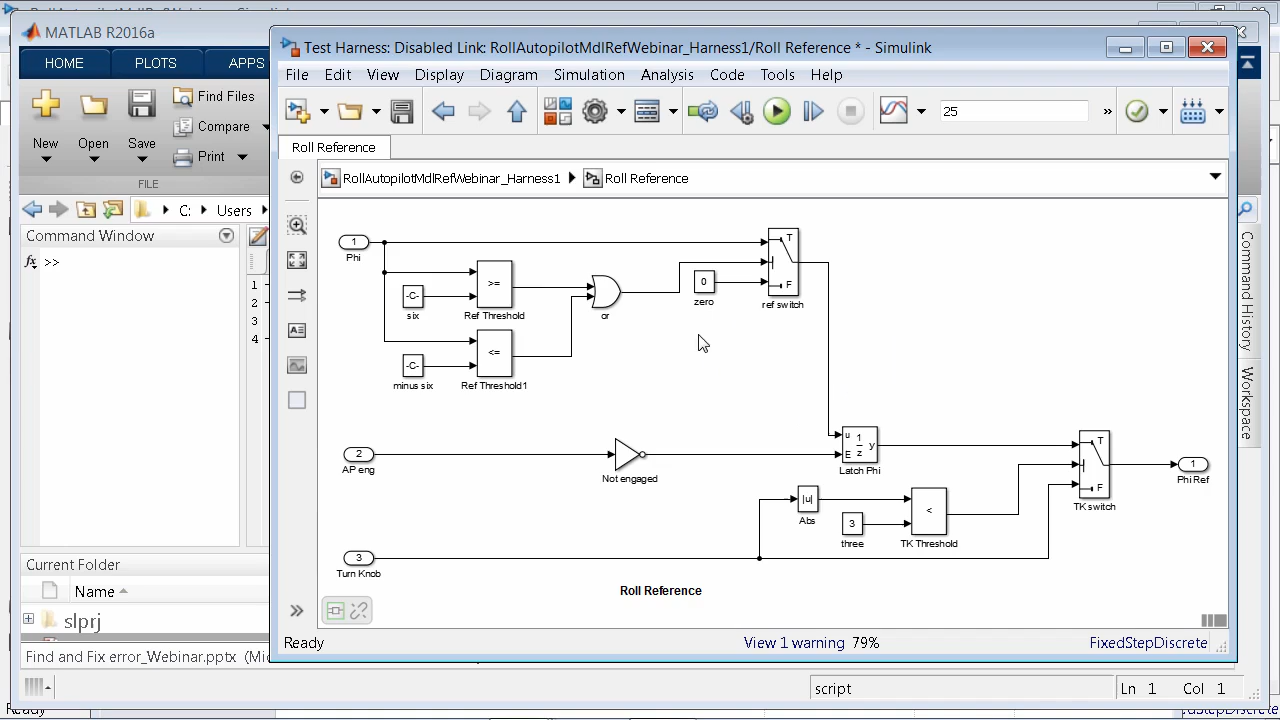 MATLAB R2016a
Test Harness: Disabled Link: RollAutopilotMdlRefWebinar_Harness1/Roll Reference * - Simulink
HOME PLOTS APPS
File Edit View Display Diagram Simulation Analysis Code Tools Help
New Open Save
Find Files
Compare
Print
FILE
25
Roll Reference
RollAutopilotMdlRefWebinar_Harness1 Roll Reference
C: Users
Command Window
fx >>
1
2
3
4
Command History
Workspace
1
Phi
-C-
six
>=
Ref Threshold
-C-
minus six
<=
Ref Threshold1
or
0
zero
T
F
ref switch
2
AP eng
Not engaged
u
E
1
z
y
Latch Phi
|u|
Abs
3
three
<
TK Threshold
T
F
TK switch
1
Phi Ref
3
Turn Knob
Roll Reference
Current Folder
Name
slprj
Find and Fix error_Webinar.pptx (Mi
Ready View 1 warning 79% FixedStepDiscrete
script Ln 1 Col 1
Ready